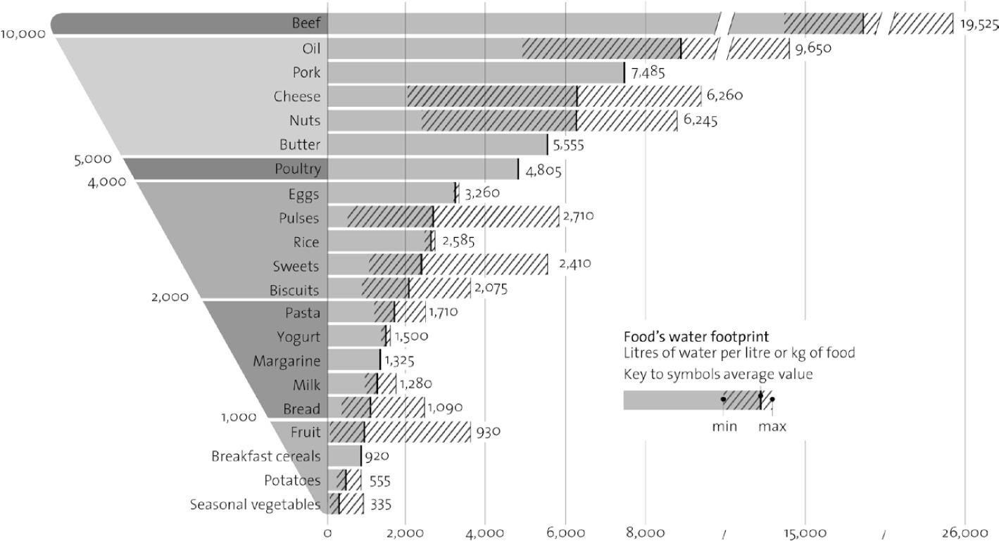 Beef 19,525
10,000
Oil 9,650
Pork 7,485
Cheese 6,260
Nuts 6,245
Butter 5,555
5,000
Poultry 4,805
4,000
Eggs 3,260
Pulses 2,710
Rice 2,585
Sweets 2,410
Biscuits 2,075
2,000
Pasta 1,710
Yogurt 1,500
Margarine 1,325
Milk 1,280
Bread 1,090
1,000
Fruit 930
Breakfast cereals 920
Potatoes 555
Seasonal vegetables 335
Food's water footprint
Litres of water per litre or kg of food
Key to symbols average value
min max
0 2,000 4,000 6,000 8,000 / 15,000 / 26,000